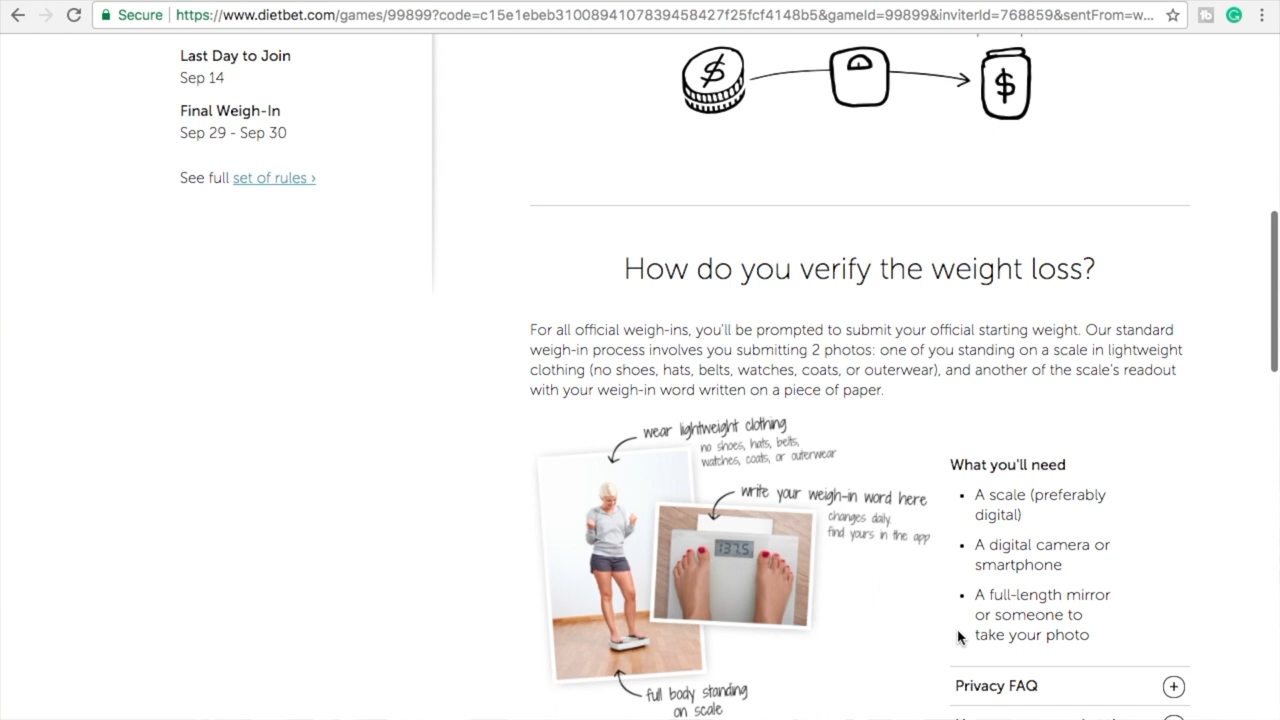 Secure
https://www.dietbet.com/games/99899?code=c15e1ebeb3100894107839458427f25fcf4148b5&gameId=99899&inviterId=768859&sentFrom=w...
Last Day to Join
Sep 14
Final Weigh-In
Sep 29 - Sep 30
See full set of rules ›
$
$
How do you verify the weight loss?
For all official weigh-ins, you'll be prompted to submit your official starting weight. Our standard
weigh-in process involves you submitting 2 photos: one of you standing on a scale in lightweight
clothing (no shoes, hats, belts, watches, coats, or outerwear), and another of the scale's readout
with your weigh-in word written on a piece of paper.
wear lightweight clothing
no shoes, hats, belts,
watches, coats, or outerwear
write your weigh-in word here
changes daily
find yours in the app
137.5
full body standing
on scale
What you'll need
• A scale (preferably
digital)
• A digital camera or
smartphone
• A full-length mirror
or someone to
take your photo
Privacy FAQ